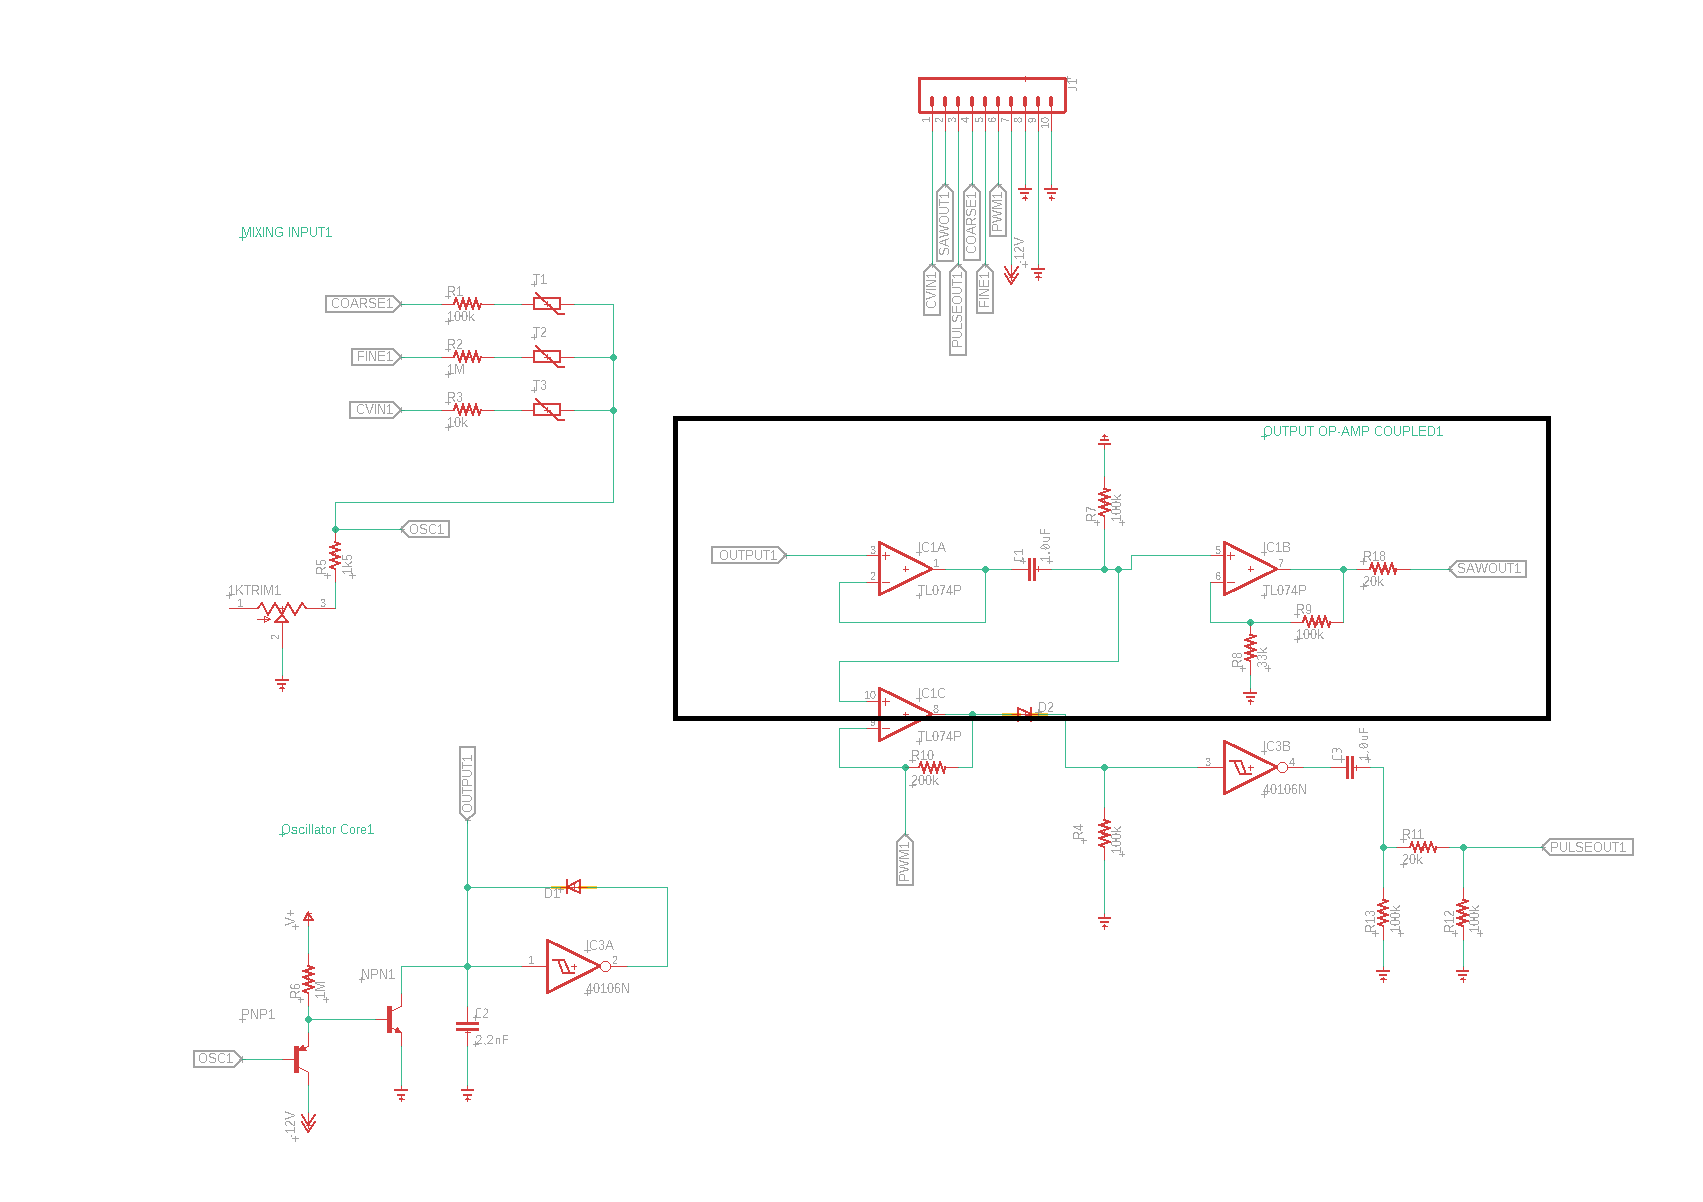 J1
1
2
3
4
5
6
7
8
9
10
SAWOUT1
COARSE1
PWM1
-12V
CVIN1
PULSEOUT1
FINE1
MIXING INPUT1
COARSE1
R1
100k
T1
FINE1
R2
1M
T2
CVIN1
R3
10k
T3
OSC1
R5
1k5
1KTRIM1
1
3
2
OUTPUT OP-AMP COUPLED1
R7
100k
OUTPUT1
3
2
IC1A
1
TL074P
C1
1.0uF
5
6
IC1B
7
TL074P
R18
20k
SAWOUT1
R9
100k
R8
33k
10
9
IC1C
8
TL074P
D2
R10
200k
PWM1
R4
100k
3
IC3B
4
40106N
C3
1.0uF
R11
20k
PULSEOUT1
R13
100k
R12
100k
Oscillator Core1
OUTPUT1
D1
1
IC3A
2
40106N
V+
R6
1M
NPN1
PNP1
C2
2.2nF
OSC1
-12V